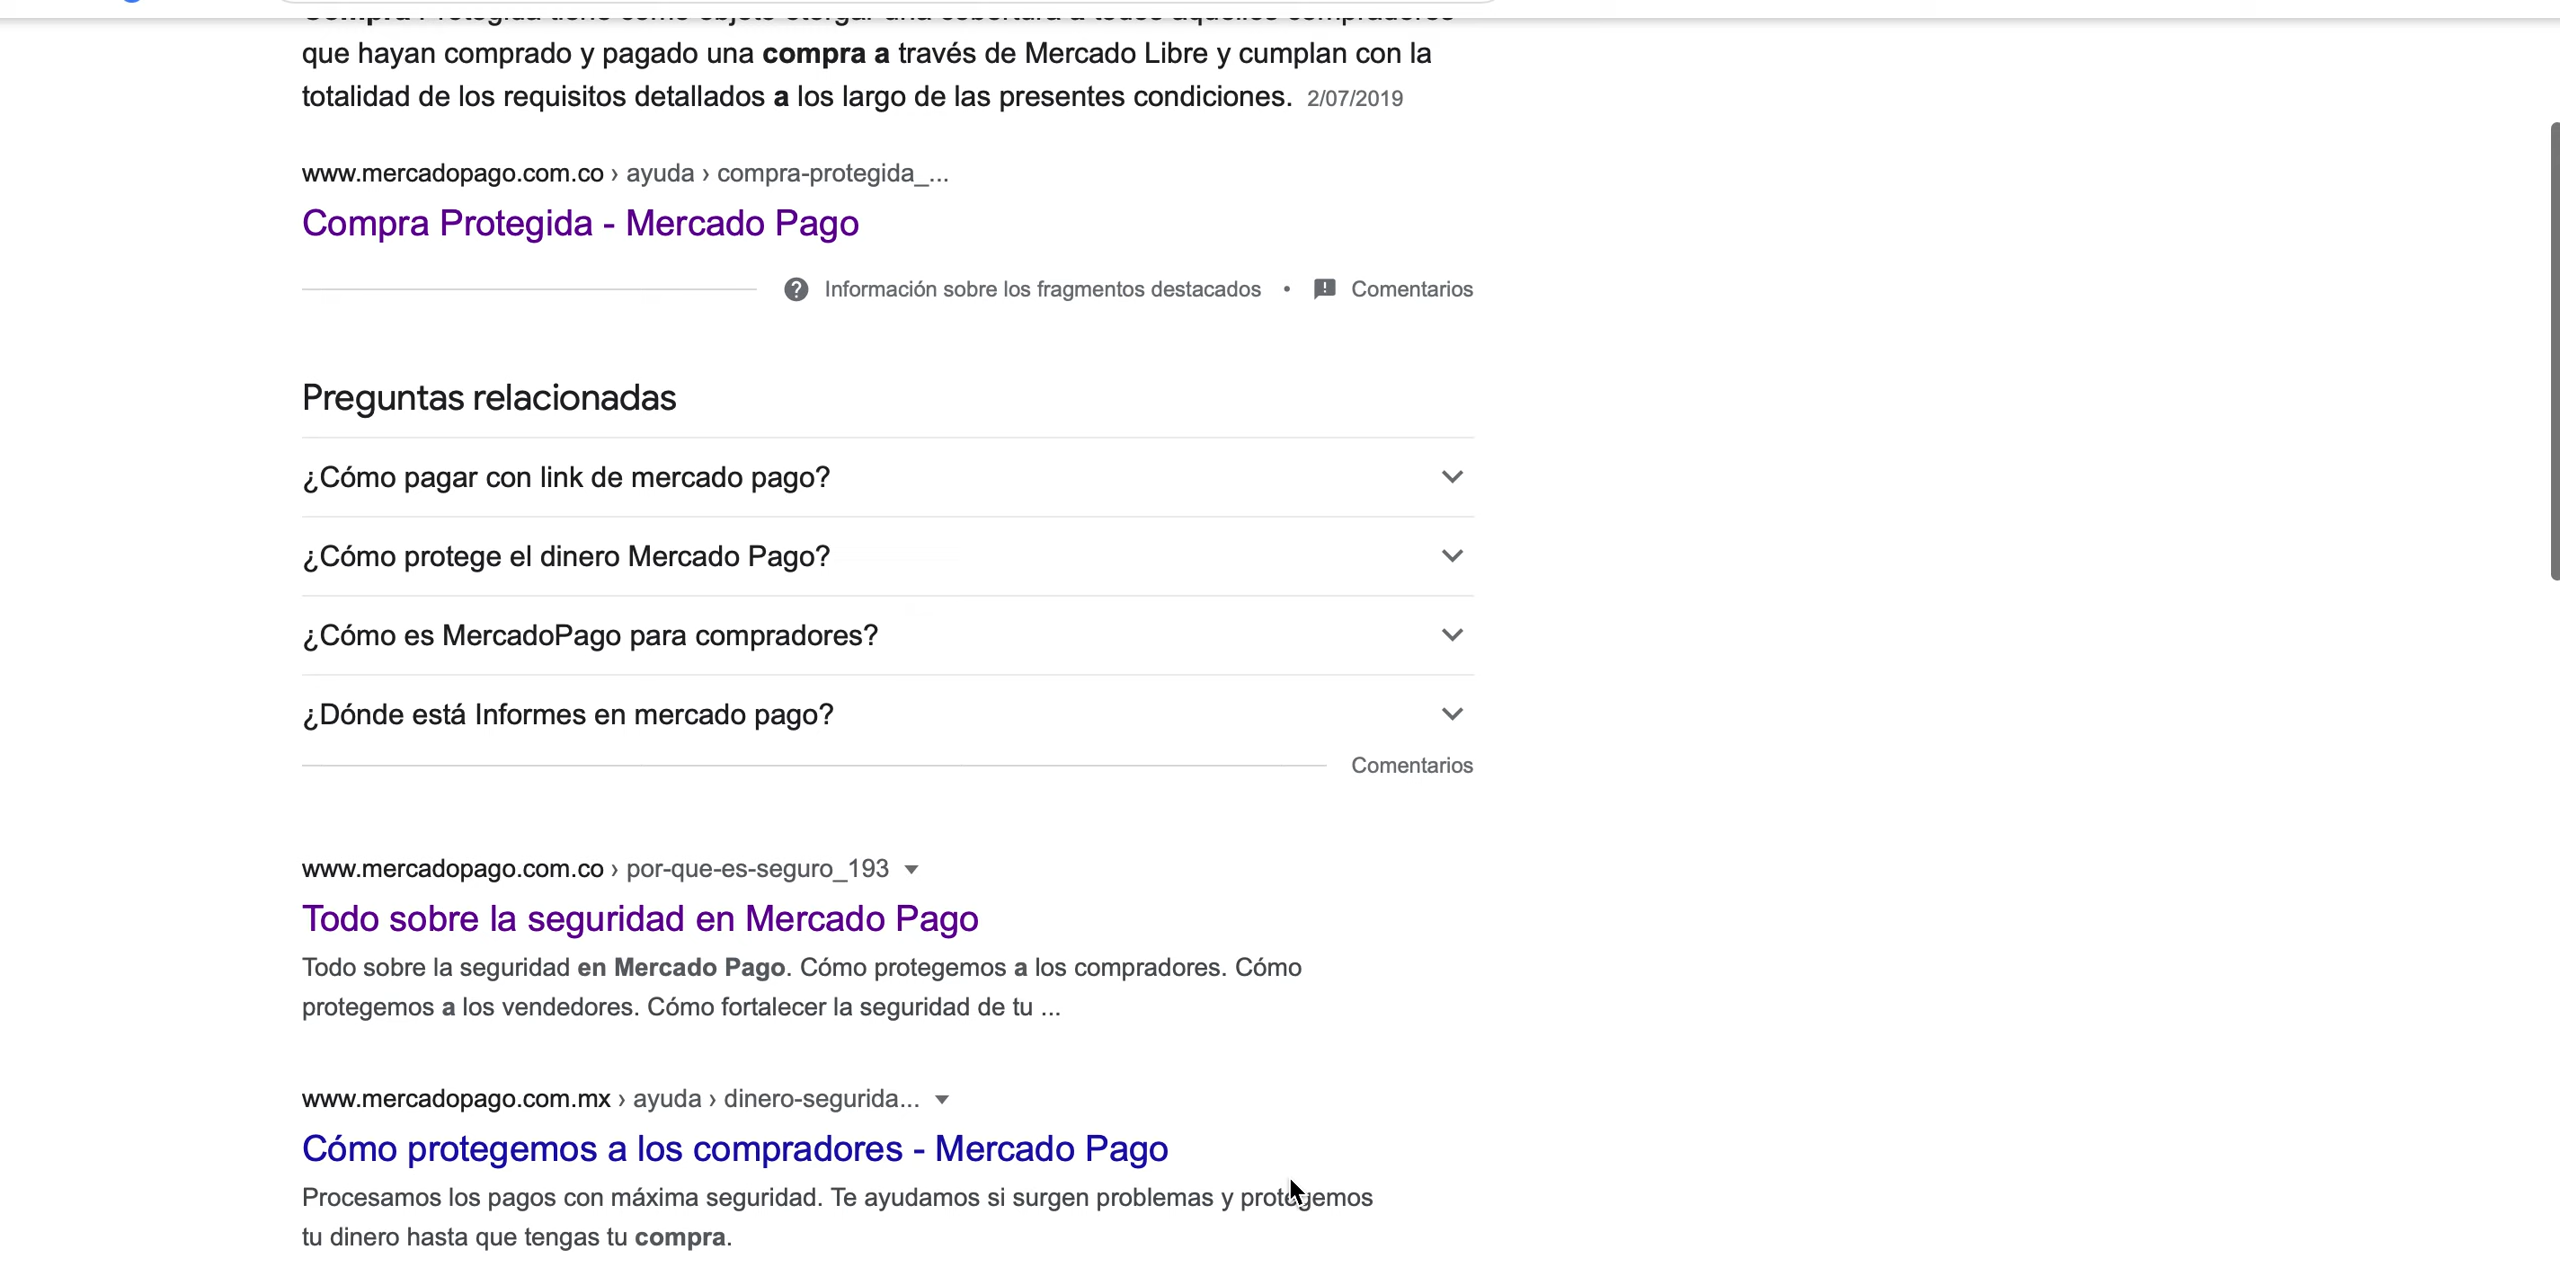 que hayan comprado y pagado una compra a través de Mercado Libre y cumplan con la
totalidad de los requisitos detallados a los largo de las presentes condiciones. 2/07/2019
www.mercadopago.com.co › ayuda › compra-protegida_...
Compra Protegida - Mercado Pago
Información sobre los fragmentos destacados • Comentarios
Preguntas relacionadas
¿Cómo pagar con link de mercado pago?
¿Cómo protege el dinero Mercado Pago?
¿Cómo es MercadoPago para compradores?
¿Dónde está Informes en mercado pago?
Comentarios
www.mercadopago.com.co › por-que-es-seguro_193
Todo sobre la seguridad en Mercado Pago
Todo sobre la seguridad en Mercado Pago. Cómo protegemos a los compradores. Cómo
protegemos a los vendedores. Cómo fortalecer la seguridad de tu ...
www.mercadopago.com.mx › ayuda › dinero-segurida...
Cómo protegemos a los compradores - Mercado Pago
Procesamos los pagos con máxima seguridad. Te ayudamos si surgen problemas y protegemos
tu dinero hasta que tengas tu compra.